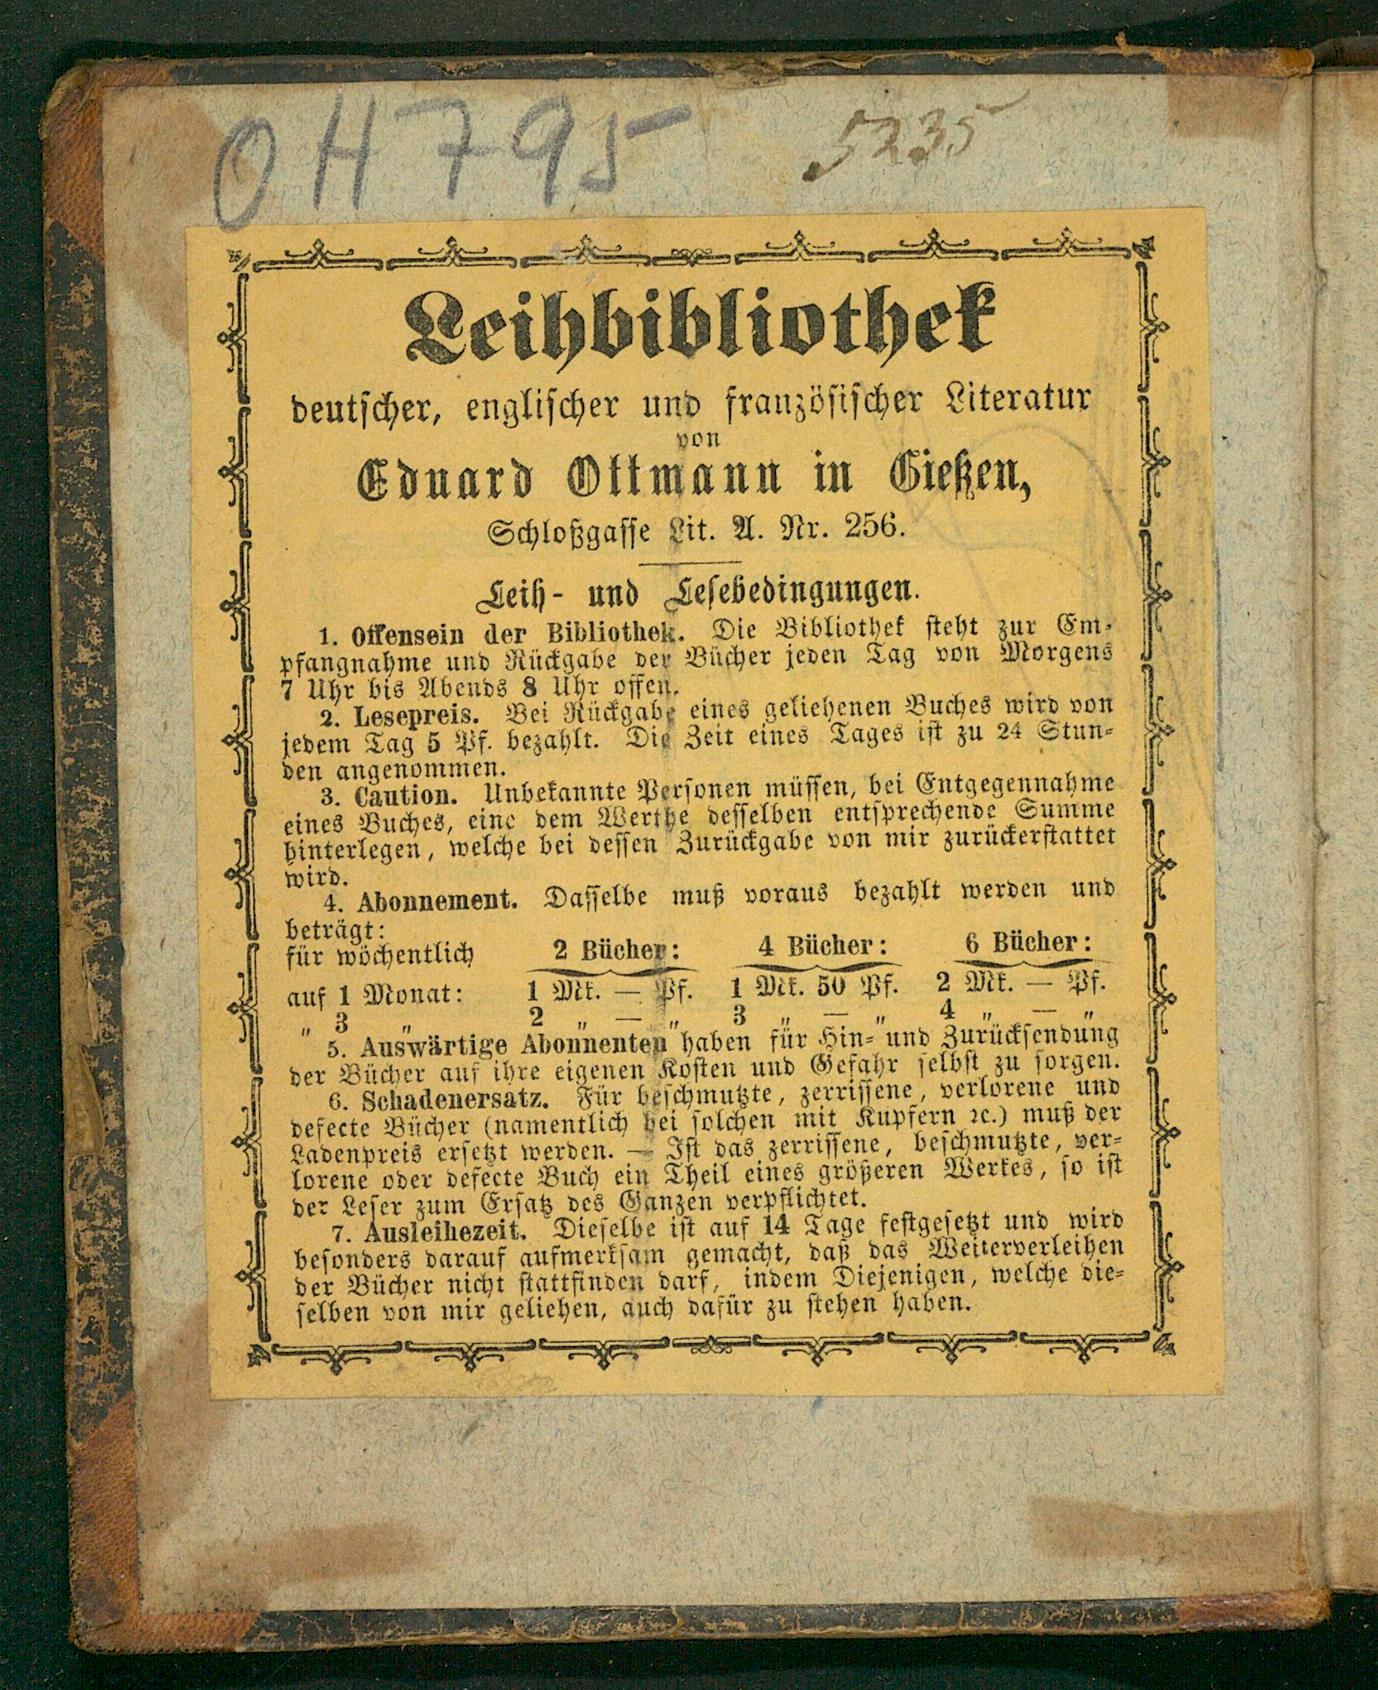 OH 795
5235
Leihbibliothek
deutscher, englischer und französischer Literatur
von
Eduard Ottmann in Gießen,
Schloßgasse Lit. A. Nr. 256.
Leih- und Lesebedingungen.
1. Offensein der Bibliothek. Die Bibliothek steht zur Em-
pfangnahme und Rückgabe der Bücher jeden Tag von Morgens
7 Uhr bis Abends 8 Uhr offen.
2. Lesepreis. Bei Rückgabe eines geliehenen Buches wird von
jedem Tag 5 Pf. bezahlt. Die Zeit eines Tages ist zu 24 Stun-
den angenommen.
3. Caution. Unbekannte Personen müssen, bei Entgegennahme
eines Buches, eine dem Werthe desselben entsprechende Summe
hinterlegen, welche bei dessen Zurückgabe von mir zurückerstattet
wird.
4. Abonnement. Dasselbe muß voraus bezahlt werden und
beträgt:
für wöchentlich 2 Bücher: 4 Bücher: 6 Bücher:
auf 1 Monat: 1 Mk. — Pf. 1 Mk. 50 Pf. 2 Mk. — Pf.
„ 3 „ 2 „ — „ 3 „ — „ 4 „ — „
5. Auswärtige Abonnenten haben für Hin- und Zurücksendung
der Bücher auf ihre eigenen Kosten und Gefahr selbst zu sorgen.
6. Schadenersatz. Für beschmutzte, zerrissene, verlorene und
defecte Bücher (namentlich bei solchen mit Kupfern ꝛc.) muß der
Ladenpreis ersetzt werden. — Ist das zerrissene, beschmutzte, ver-
lorene oder defecte Buch ein Theil eines größeren Werkes, so ist
der Leser zum Ersatz des Ganzen verpflichtet.
7. Ausleihezeit. Dieselbe ist auf 14 Tage festgesetzt und wird
besonders darauf aufmerksam gemacht, daß das Weiterverleihen
der Bücher nicht stattfinden darf, indem Diejenigen, welche die-
selben von mir geliehen, auch dafür zu stehen haben.